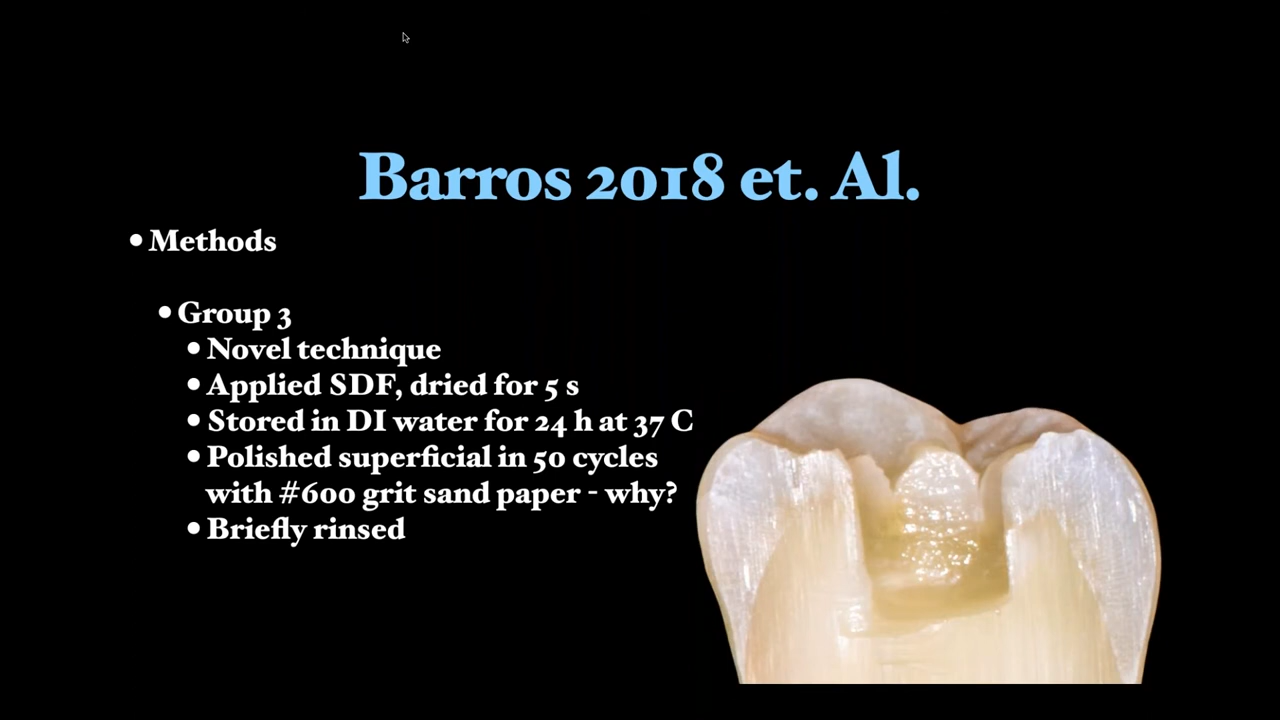 Barros 2018 et. Al.
• Methods
• Group 3
• Novel technique
• Applied SDF, dried for 5 s
• Stored in DI water for 24 h at 37 C
• Polished superficial in 50 cycles
with #600 grit sand paper - why?
• Briefly rinsed